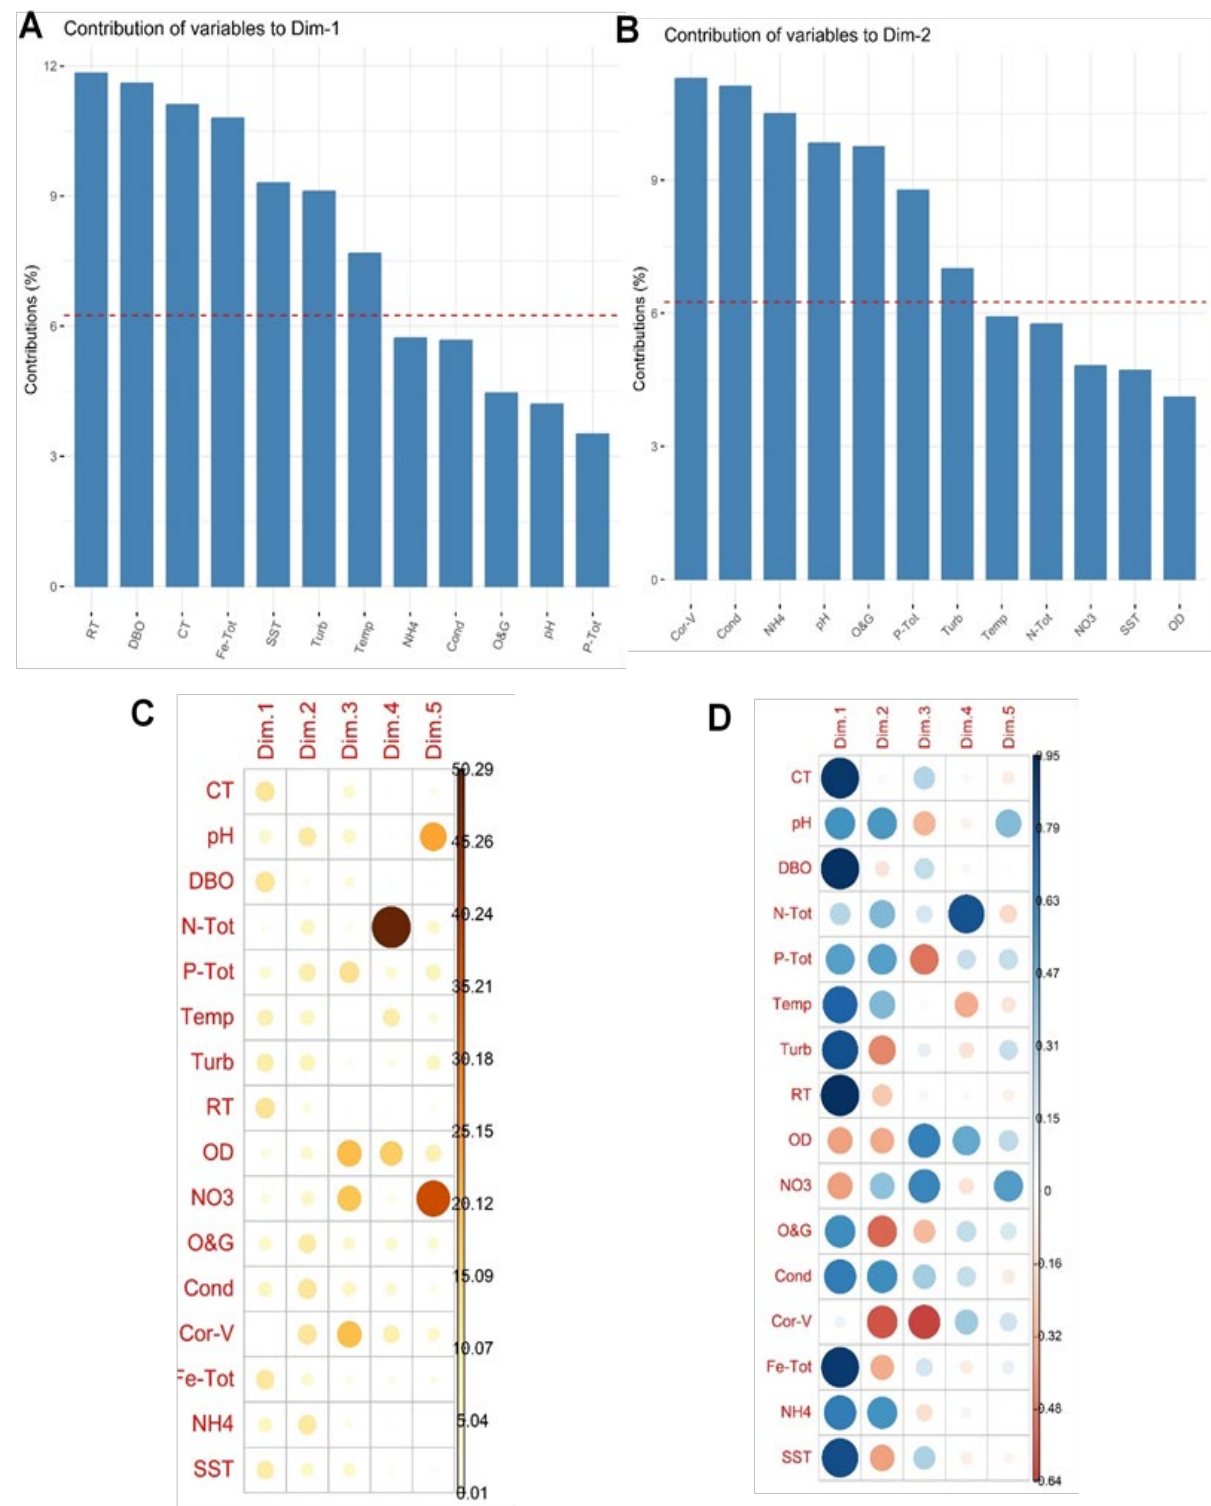 A Contribution of variables to Dim-1
Contributions (%)
12
9
6
3
0
RT DBO CT Fe-Tot SST Turb Temp NH4 Cond O&G pH P-Tot
B Contribution of variables to Dim-2
Contributions (%)
9
6
3
0
Cor-V Cond NH4 pH O&G P-Tot Turb Temp N-Tot NO3 SST OD
C
Dim.1 Dim.2 Dim.3 Dim.4 Dim.5
CT
pH
DBO
N-Tot
P-Tot
Temp
Turb
RT
OD
NO3
O&G
Cond
Cor-V
Fe-Tot
NH4
SST
50.29
45.26
40.24
35.21
30.18
25.15
20.12
15.09
10.07
5.04
0.01
D
Dim.1 Dim.2 Dim.3 Dim.4 Dim.5
CT
pH
DBO
N-Tot
P-Tot
Temp
Turb
RT
OD
NO3
O&G
Cond
Cor-V
Fe-Tot
NH4
SST
0.95
0.79
0.63
0.47
0.31
0.15
0
-0.16
-0.32
-0.48
-0.64